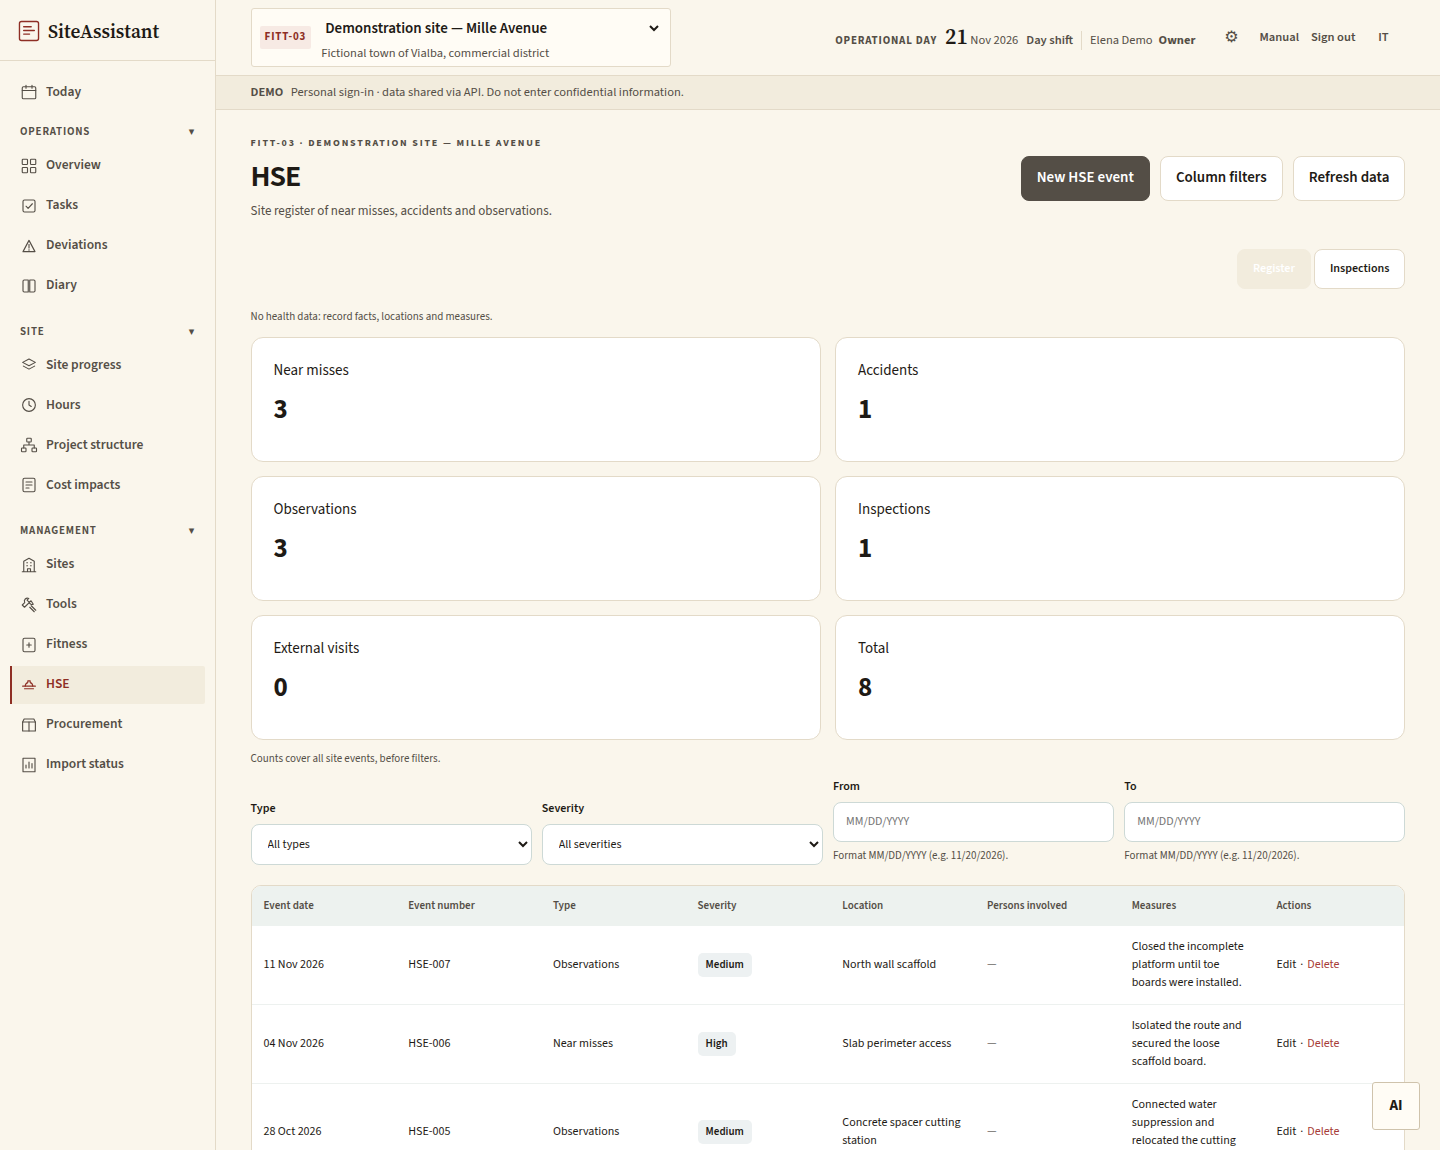 SiteAssistant
FITT-03
Demonstration site — Mille Avenue
Fictional town of Vialba, commercial district
OPERATIONAL DAY 21 Nov 2026 Day shift
Elena Demo Owner
Manual
Sign out
IT
Today
OPERATIONS
Overview
Tasks
Deviations
Diary
SITE
Site progress
Hours
Project structure
Cost impacts
MANAGEMENT
Sites
Tools
Fitness
HSE
Procurement
Import status
DEMO Personal sign-in · data shared via API. Do not enter confidential information.
FITT-03 · DEMONSTRATION SITE — MILLE AVENUE
HSE
Site register of near misses, accidents and observations.
New HSE event
Column filters
Refresh data
Register
Inspections
No health data: record facts, locations and measures.
Near misses
3
Accidents
1
Observations
3
Inspections
1
External visits
0
Total
8
Counts cover all site events, before filters.
Type
All types
Severity
All severities
From
MM/DD/YYYY
Format MM/DD/YYYY (e.g. 11/20/2026).
To
MM/DD/YYYY
Format MM/DD/YYYY (e.g. 11/20/2026).
Event date Event number Type Severity Location Persons involved Measures Actions
11 Nov 2026 HSE-007 Observations Medium North wall scaffold — Closed the incomplete
platform until toe
boards were installed.
Edit · Delete
04 Nov 2026 HSE-006 Near misses High Slab perimeter access — Isolated the route and
secured the loose
scaffold board.
Edit · Delete
28 Oct 2026 HSE-005 Observations Medium Concrete spacer cutting
station
— Connected water
suppression and
relocated the cutting
Edit · Delete
AI